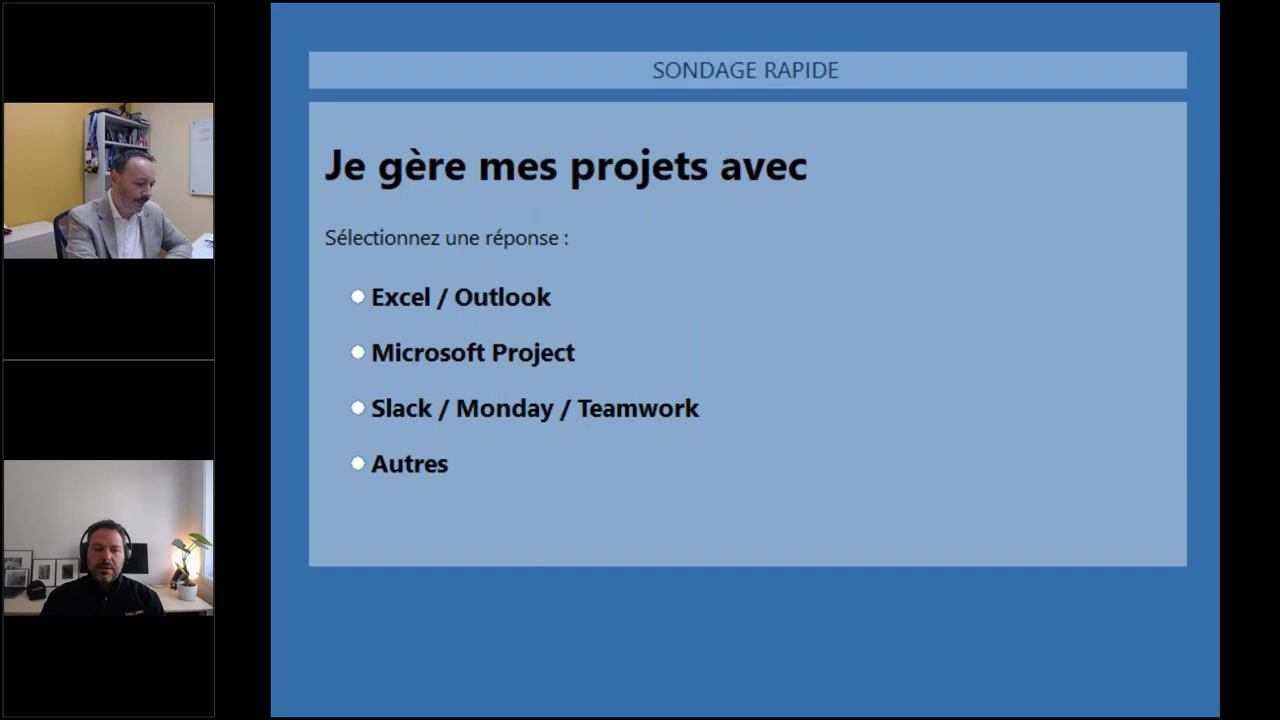 SONDAGE RAPIDE
Je gère mes projets avec
Sélectionnez une réponse :
Excel / Outlook
Microsoft Project
Slack / Monday / Teamwork
Autres